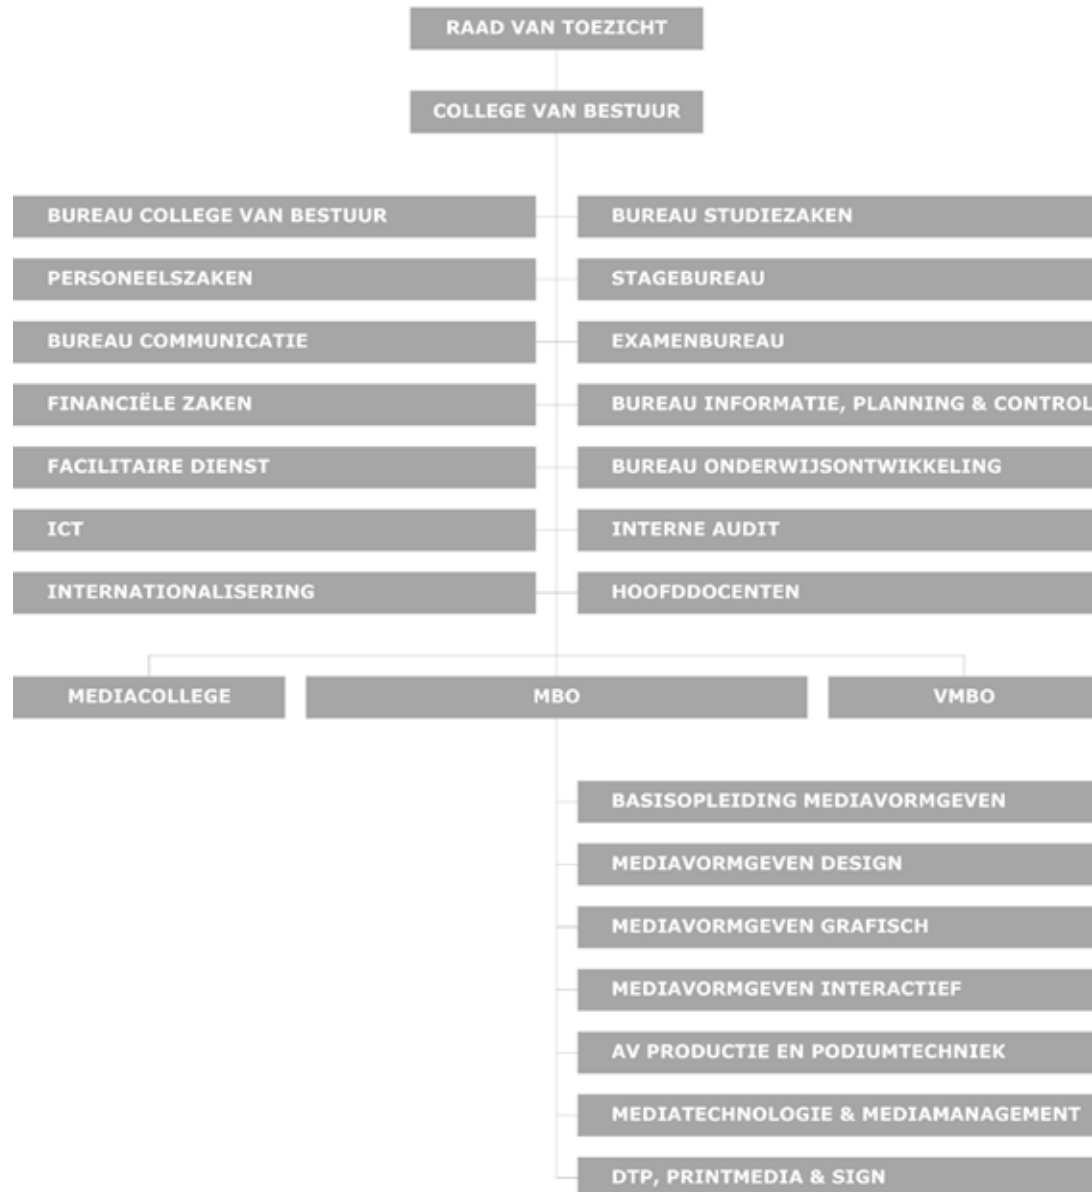 RAAD VAN TOEZICHT
COLLEGE VAN BESTUUR
BUREAU COLLEGE VAN BESTUUR
BUREAU STUDIEZAKEN
PERSONEELSZAKEN
STAGEBUREAU
BUREAU COMMUNICATIE
EXAMENBUREAU
FINANCIËLE ZAKEN
BUREAU INFORMATIE, PLANNING & CONTROL
FACILITAIRE DIENST
BUREAU ONDERWIJSONTWIKKELING
ICT
INTERNE AUDIT
INTERNATIONALISERING
HOOFDDOCENTEN
MEDIACOLLEGE
MBO
VMBO
BASISOPLEIDING MEDIAVORMGEVEN
MEDIAVORMGEVEN DESIGN
MEDIAVORMGEVEN GRAFISCH
MEDIAVORMGEVEN INTERACTIEF
AV PRODUCTIE EN PODIUMTECHNIEK
MEDIATECHNOLOGIE & MEDIAMANAGEMENT
DTP, PRINTMEDIA & SIGN